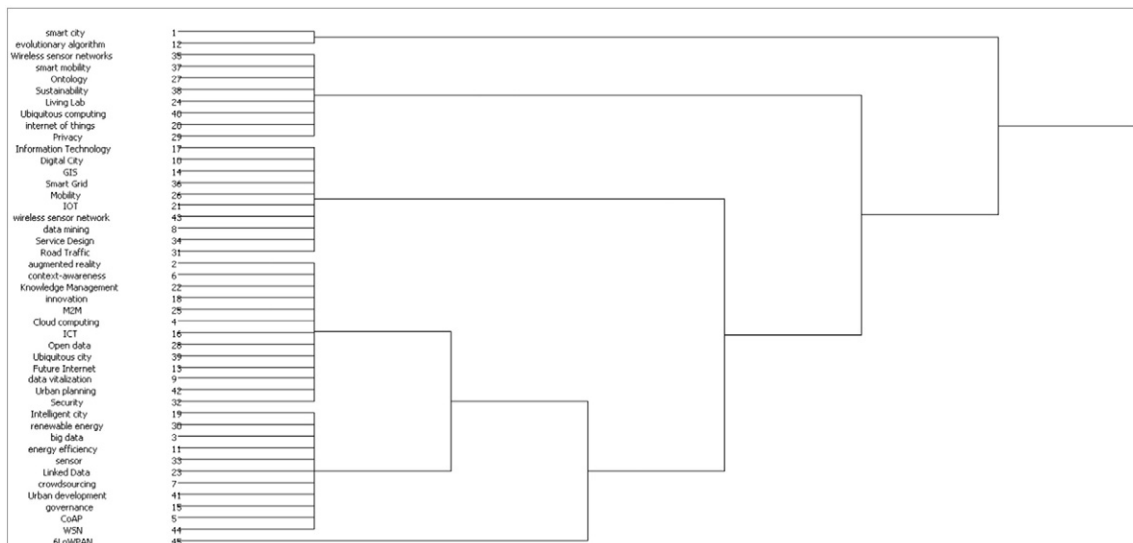 smart city 1
evolutionary algorithm 12
Wireless sensor networks 35
smart mobility 37
Ontology 27
Sustainability 38
Living Lab 24
Ubiquitous computing 40
internet of things 20
Privacy 29
Information Technology 17
Digital City 10
GIS 14
Smart Grid 36
Mobility 26
IOT 21
wireless sensor network 43
data mining 8
Service Design 34
Road Traffic 31
augmented reality 2
context-awareness 6
Knowledge Management 22
innovation 18
M2M 25
Cloud computing 4
ICT 16
Open data 28
Ubiquitous city 39
Future Internet 13
data vitalization 9
Urban planning 42
Security 32
Intelligent city 19
renewable energy 30
big data 3
energy efficiency 11
sensor 33
Linked Data 23
crowdsourcing 7
Urban development 41
governance 15
CoAP 5
WSN 44
6LoWPAN 45